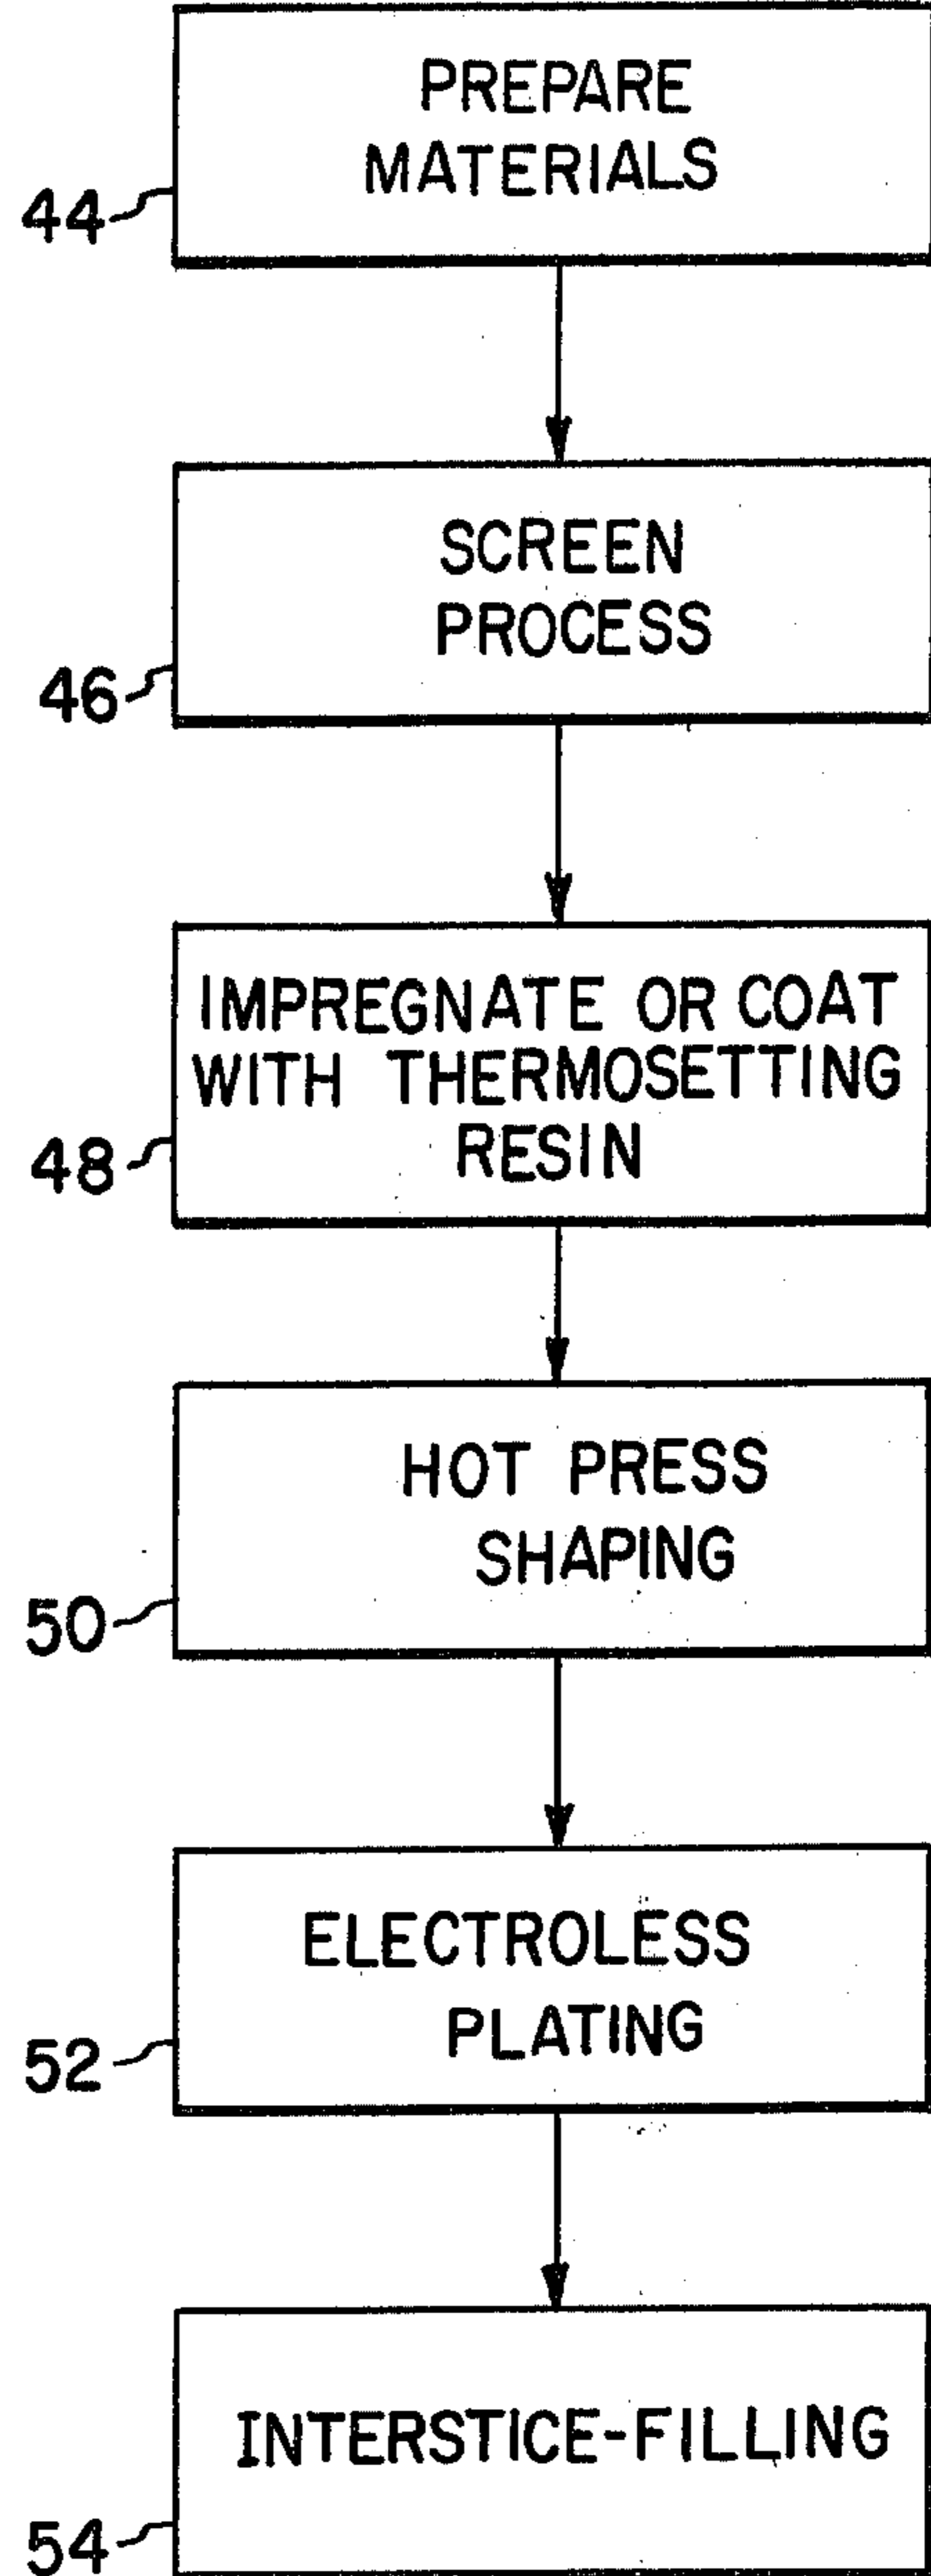 PREPARE
MATERIALS
44
SCREEN
PROCESS
46
IMPREGNATE OR COAT
WITH THERMOSETTING
RESIN
48
HOT PRESS
SHAPING
50
ELECTROLESS
PLATING
52
INTERSTICE-FILLING
54